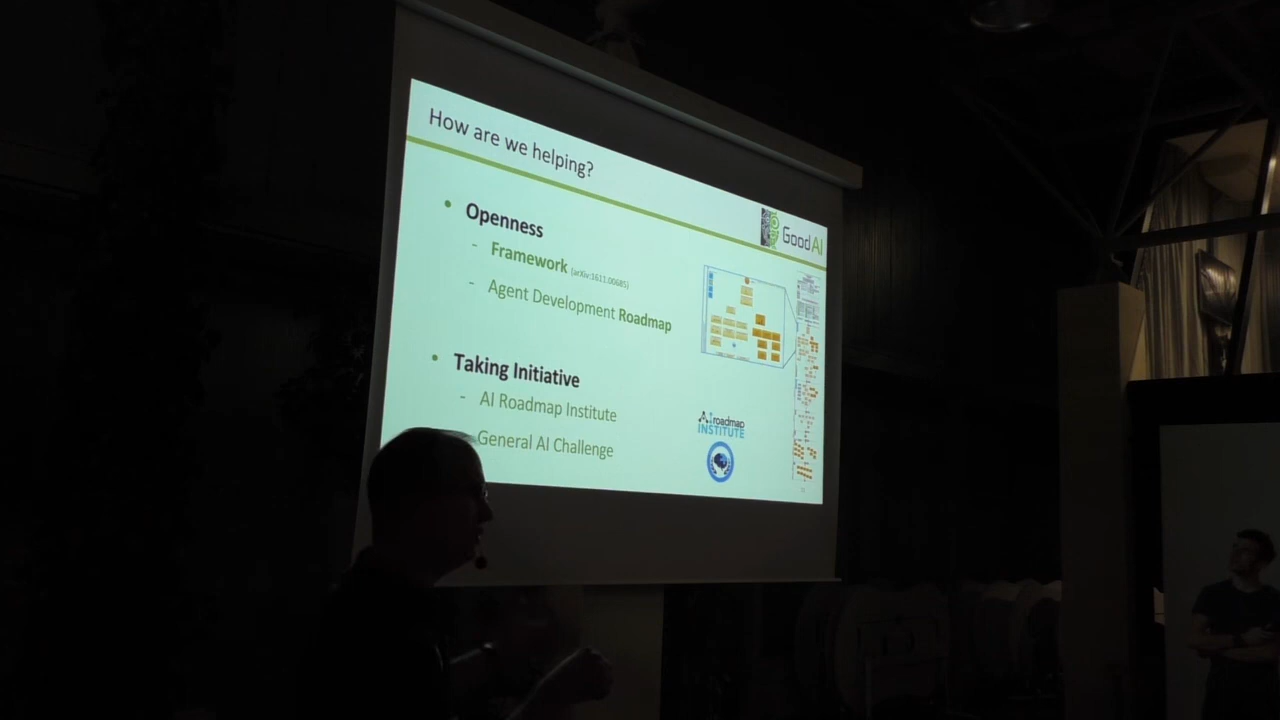 How are we helping?
GoodAI
• Openness
- Framework (arXiv:1611.00685)
- Agent Development Roadmap
• Taking Initiative
- AI Roadmap Institute
General AI Challenge
AI roadmap
INSTITUTE